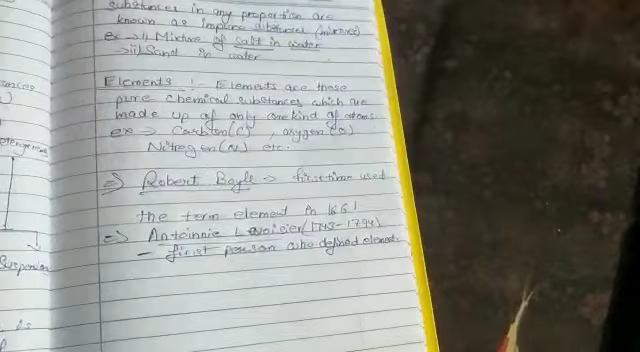 substances in any proportion are
known as impure substances (mixture)
ex -> i) Mixture of salt in water
-> ii) Sand in water
Elements : Elements are those
pure chemical substances which are
made up of only one kind of atoms.
ex -> Carbon(C) , oxygen(O)
Nitrogen(N) etc.
=> Robert Boyle -> first time used
the term element in 1661
=> Antoinnie Lavoisier(1743-1794)
- first person who defined element
Suspension